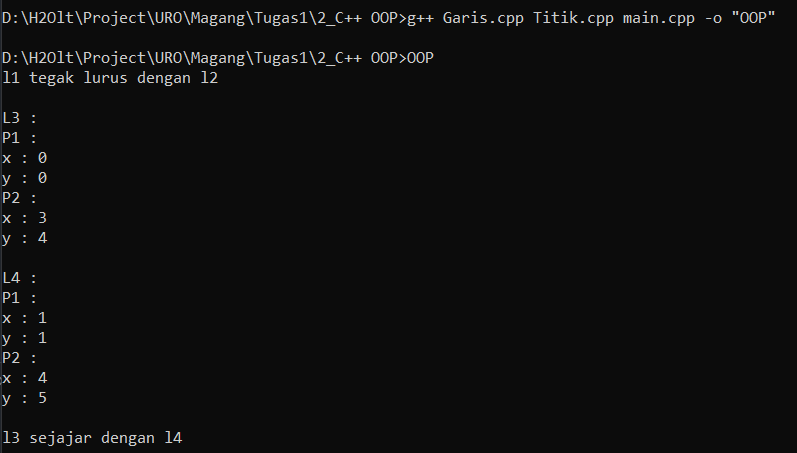 D:\H2Olt\Project\URO\Magang\Tugas1\2_C++ OOP>g++ Garis.cpp Titik.cpp main.cpp -o "OOP"
D:\H2Olt\Project\URO\Magang\Tugas1\2_C++ OOP>OOP
l1 tegak lurus dengan l2
L3 :
P1 :
x : 0
y : 0
P2 :
x : 3
y : 4
L4 :
P1 :
x : 1
y : 1
P2 :
x : 4
y : 5
l3 sejajar dengan l4